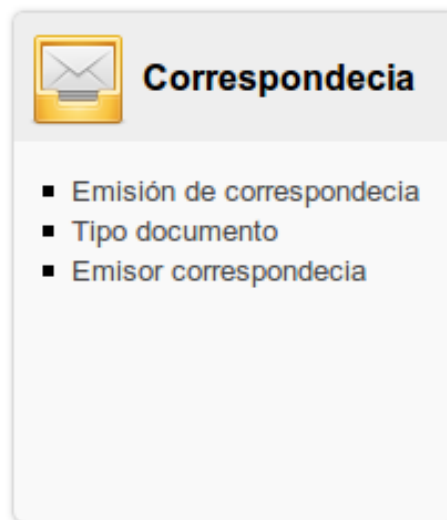 Correspondecia
Emisión de correspondecia
Tipo documento
Emisor correspondecia